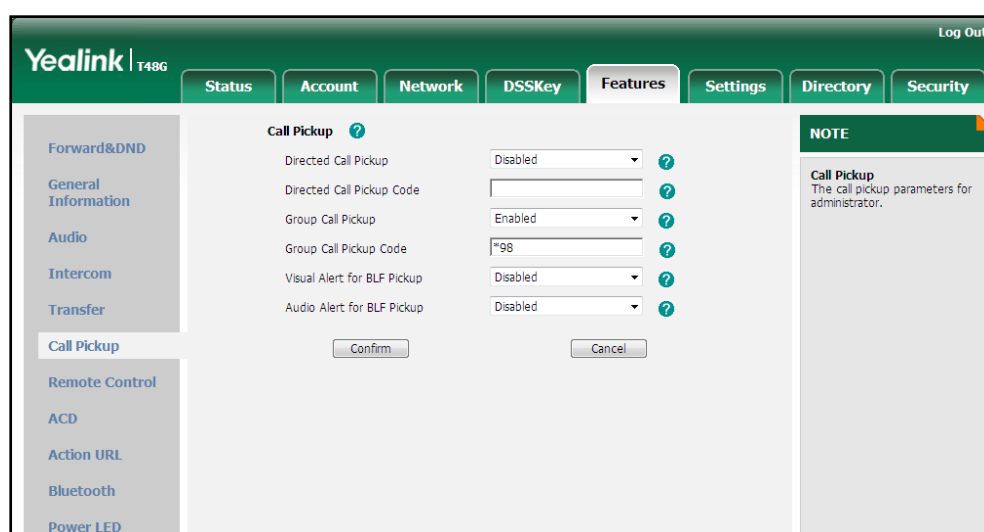 Log Out
Yealink T48G
Status Account Network DSSKey Features Settings Directory Security
Forward&DND
General
Information
Audio
Intercom
Transfer
Call Pickup
Remote Control
ACD
Action URL
Bluetooth
Power LED
Call Pickup ?
Directed Call Pickup Disabled ?
Directed Call Pickup Code ?
Group Call Pickup Enabled ?
Group Call Pickup Code *98 ?
Visual Alert for BLF Pickup Disabled ?
Audio Alert for BLF Pickup Disabled ?
Confirm Cancel
NOTE
Call Pickup
The call pickup parameters for
administrator.